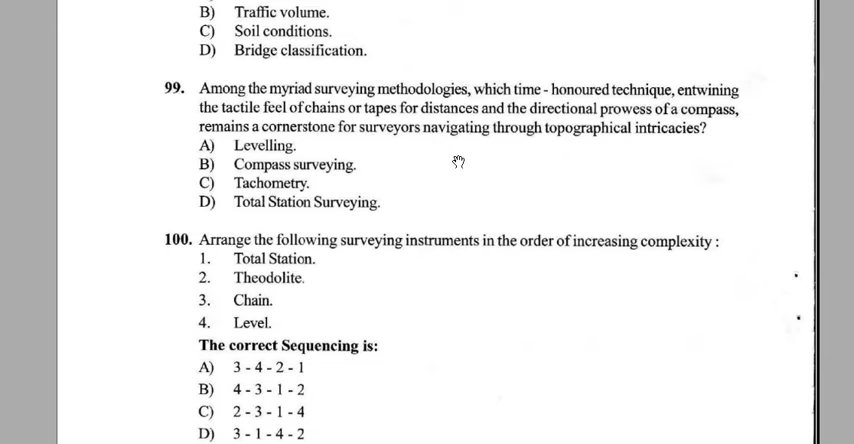 B) Traffic volume.
C) Soil conditions.
D) Bridge classification.
99. Among the myriad surveying methodologies, which time - honoured technique, entwining
the tactile feel of chains or tapes for distances and the directional prowess of a compass,
remains a cornerstone for surveyors navigating through topographical intricacies?
A) Levelling.
B) Compass surveying.
C) Tachometry.
D) Total Station Surveying.
100. Arrange the following surveying instruments in the order of increasing complexity :
1. Total Station.
2. Theodolite.
3. Chain.
4. Level.
The correct Sequencing is:
A) 3 - 4 - 2 - 1
B) 4 - 3 - 1 - 2
C) 2 - 3 - 1 - 4
D) 3 - 1 - 4 - 2